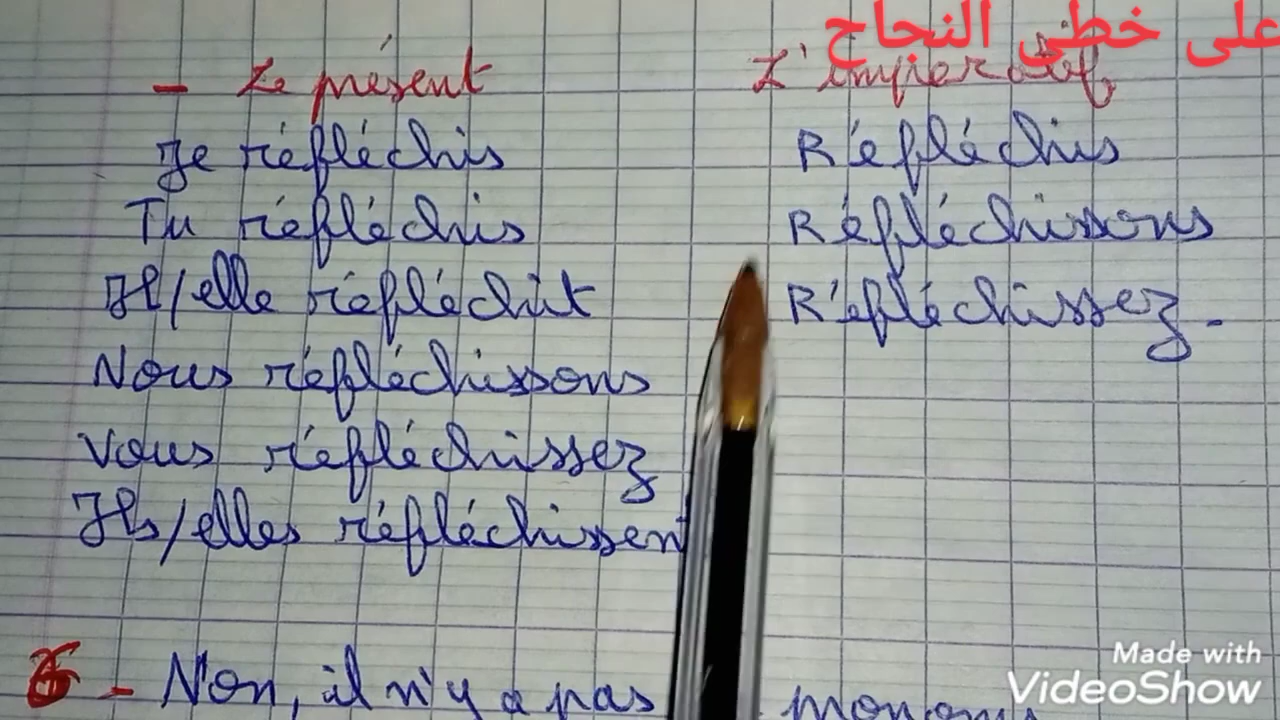 على خطى النجاح
- Le présent L'impératif
Je réfléchis Réfléchis
Tu réfléchis Réfléchissons
Il/elle réfléchit Réfléchissez.
Nous réfléchissons
Vous réfléchissez
Ils/elles réfléchissen
6 - Non, il n'y a pas
Made with
VideoShow